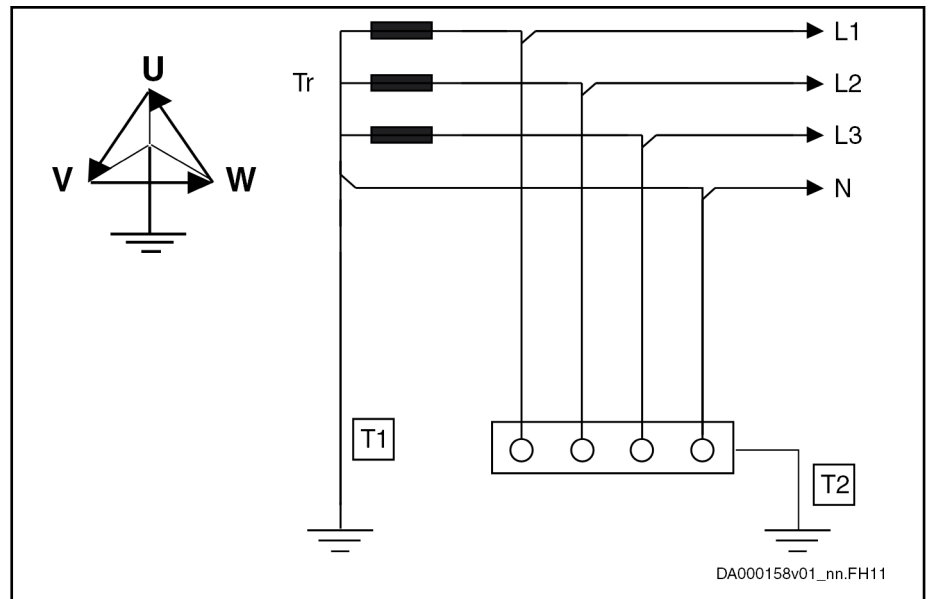 U
V
W
Tr
L1
L2
L3
N
T1
T2
DA000158v01_nn.FH11